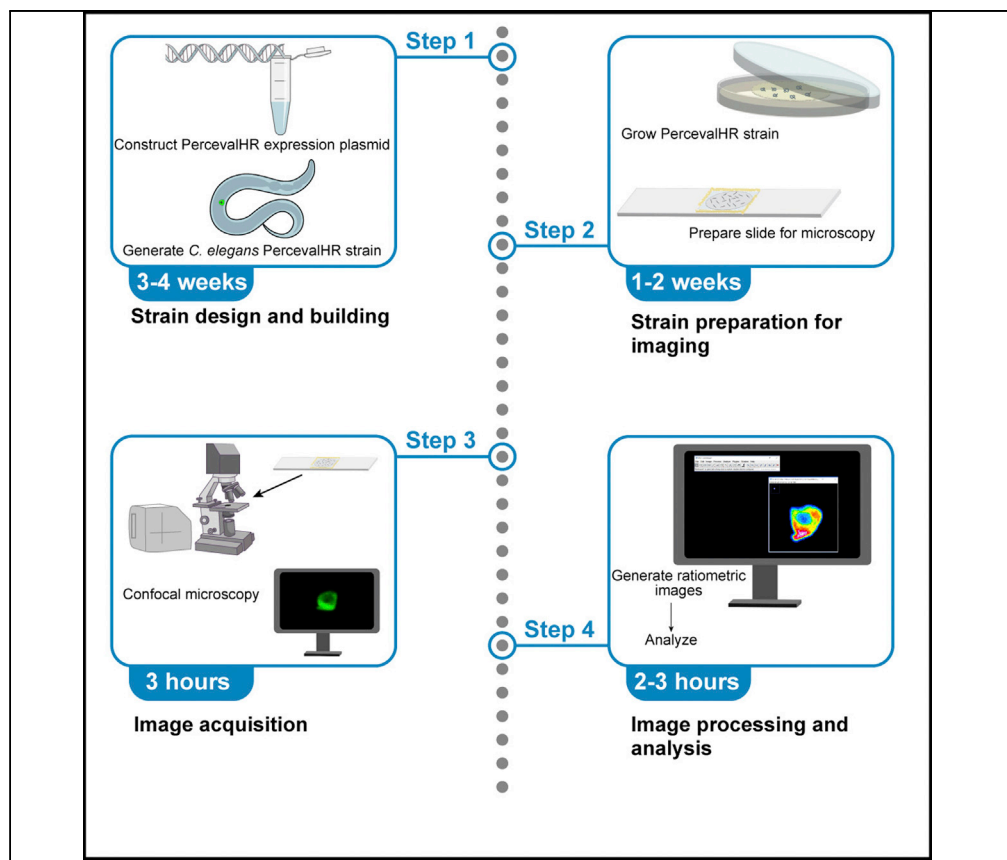 Step 1
Construct PercevalHR expression plasmid
Generate C. elegans PercevalHR strain
3-4 weeks
Strain design and building
Grow PercevalHR strain
Prepare slide for microscopy
Step 2
1-2 weeks
Strain preparation for
imaging
Step 3
Confocal microscopy
3 hours
Image acquisition
Generate ratiometric
images
Analyze
Step 4
2-3 hours
Image processing and
analysis